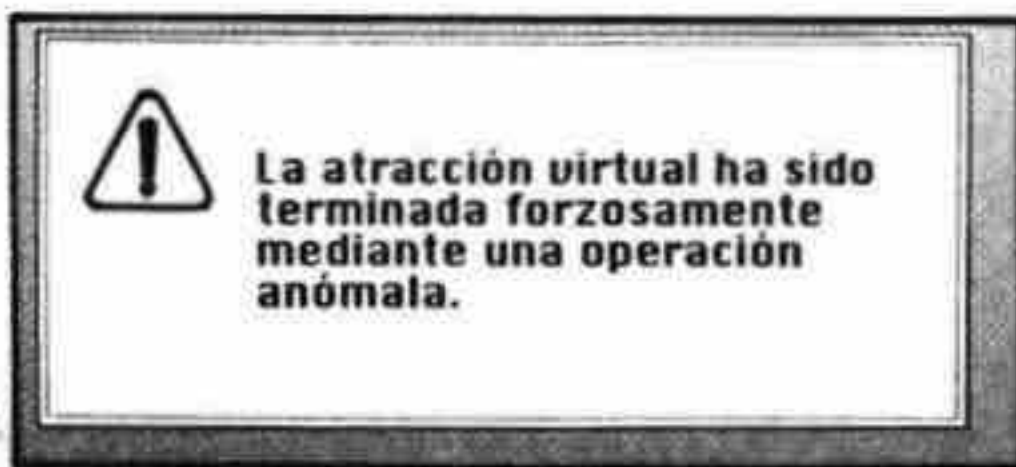 La atracción virtual ha sido
terminada forzosamente
mediante una operación
anómala.